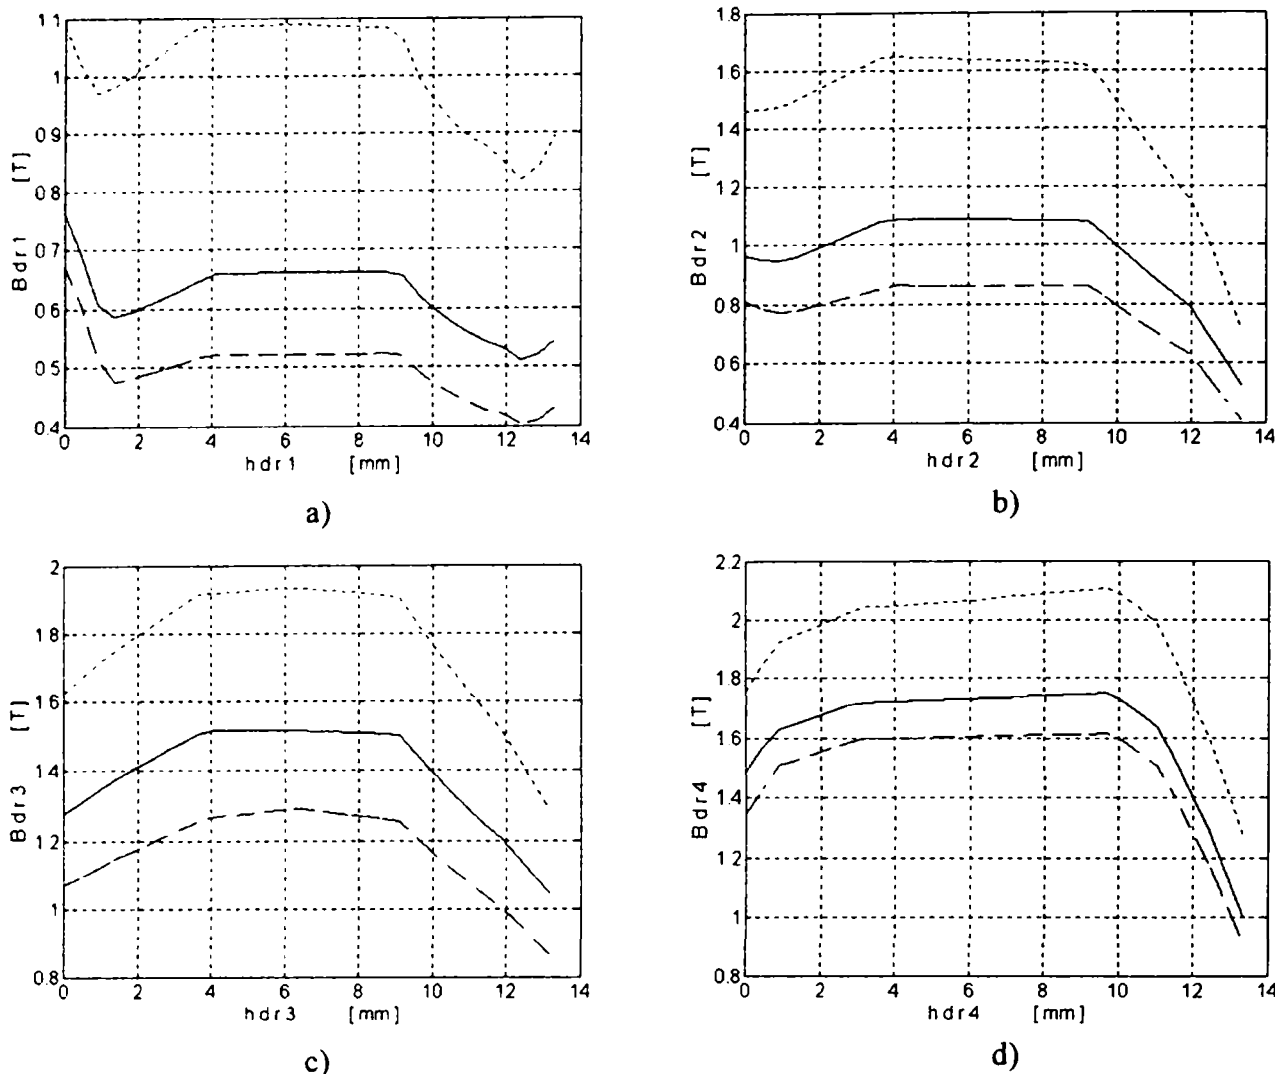 1.1
1
0.9
0.8
0.7
0.6
0.5
0.4
Bdr1 [T]
0 2 4 6 8 10 12 14
hdr1 [mm]
a)
1.8
1.6
1.4
1.2
1
0.8
0.6
0.4
Bdr2 [T]
0 2 4 6 8 10 12 14
hdr2 [mm]
b)
2
1.8
1.6
1.4
1.2
1
0.8
Bdr3 [T]
0 2 4 6 8 10 12 14
hdr3 [mm]
c)
2.2
2
1.8
1.6
1.4
1.2
1
0.8
Bdr4 [T]
0 2 4 6 8 10 12 14
hdr4 [mm]
d)